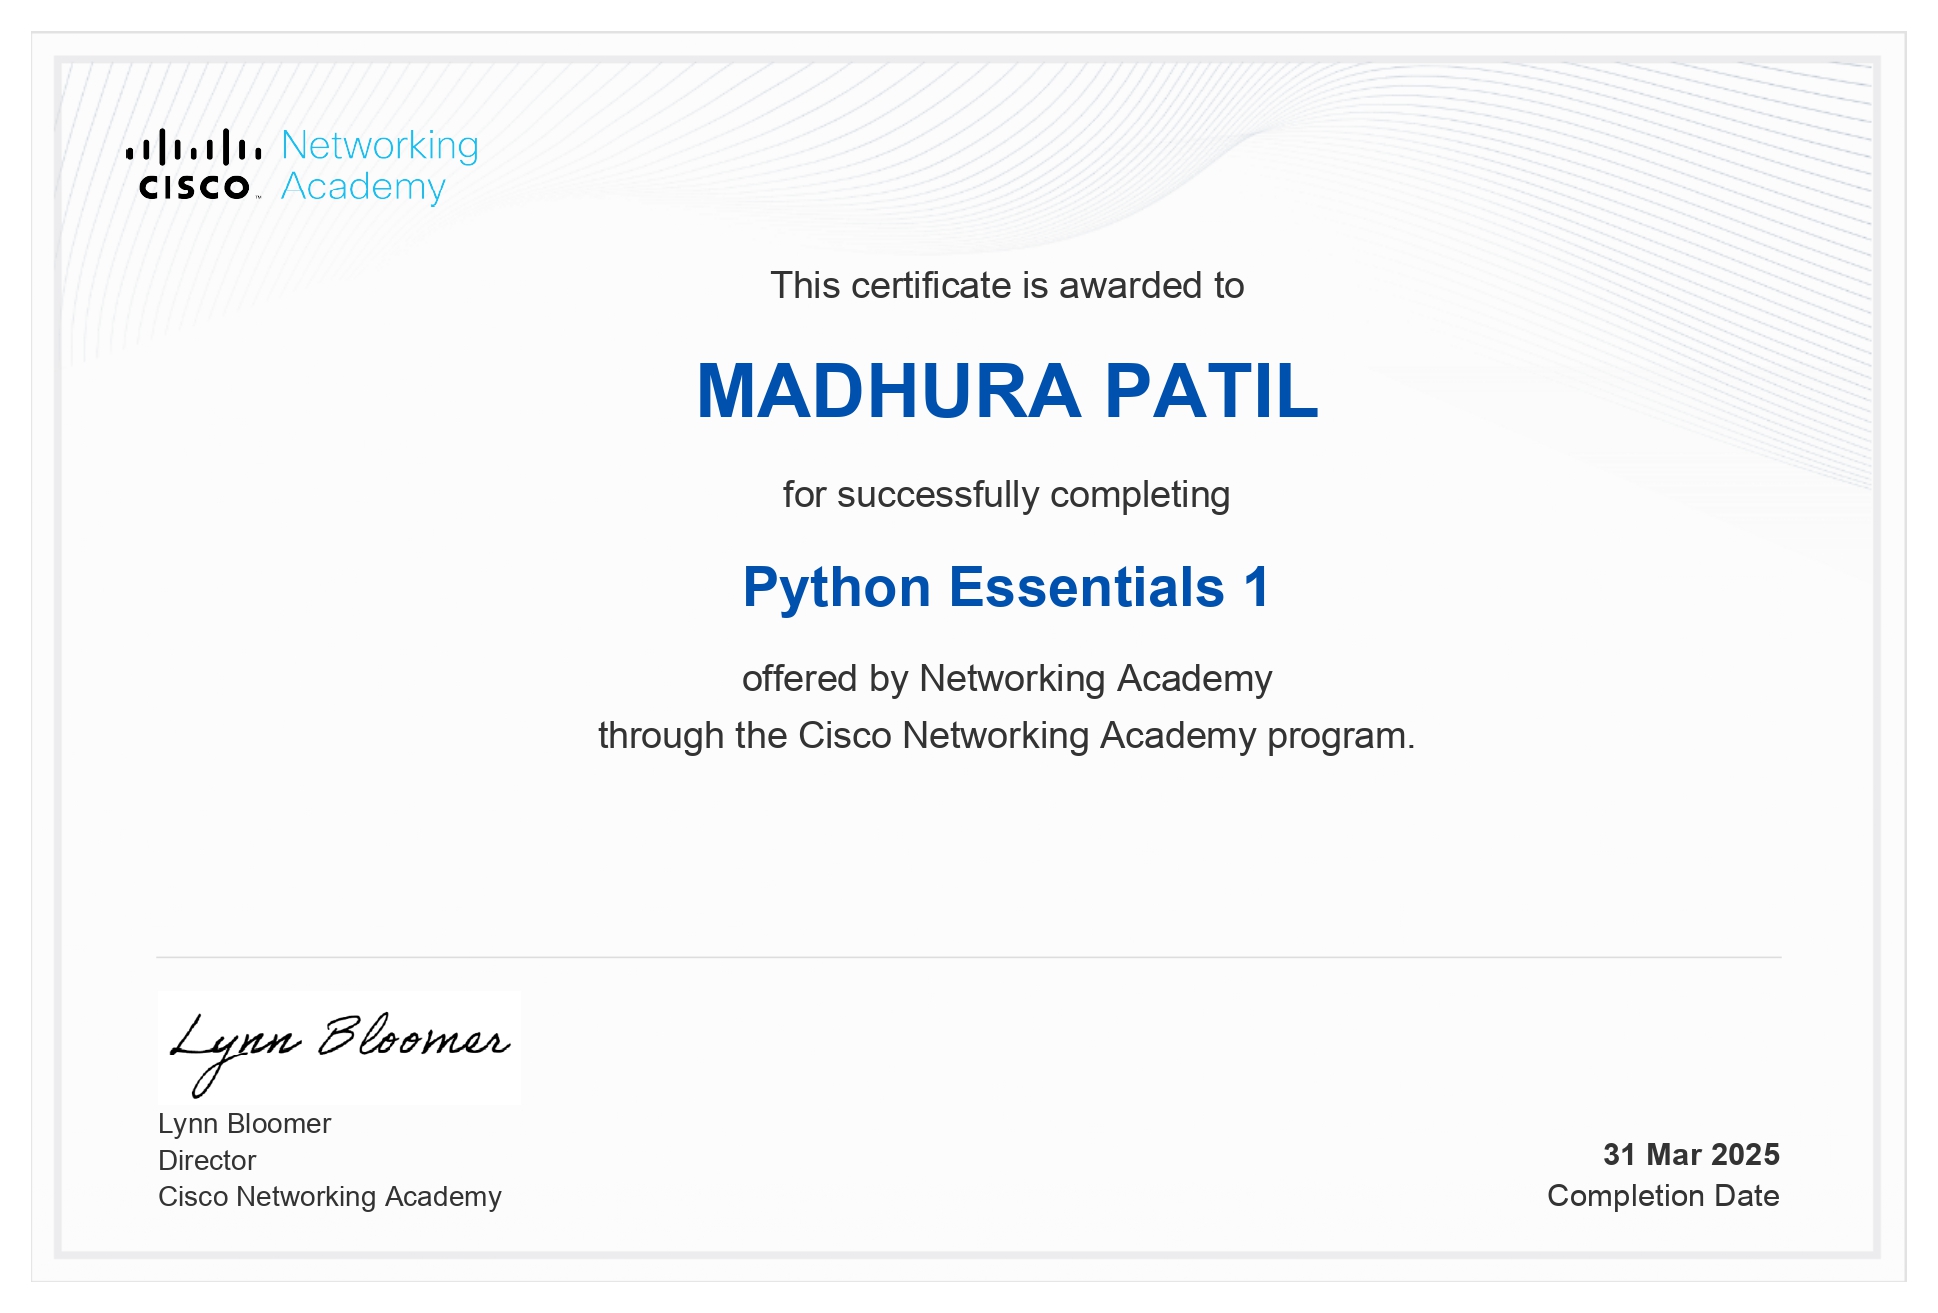 Networking
CISCO™ Academy
This certificate is awarded to
MADHURA PATIL
for successfully completing
Python Essentials 1
offered by Networking Academy
through the Cisco Networking Academy program.
Lynn Bloomer
Lynn Bloomer
Director
Cisco Networking Academy
31 Mar 2025
Completion Date